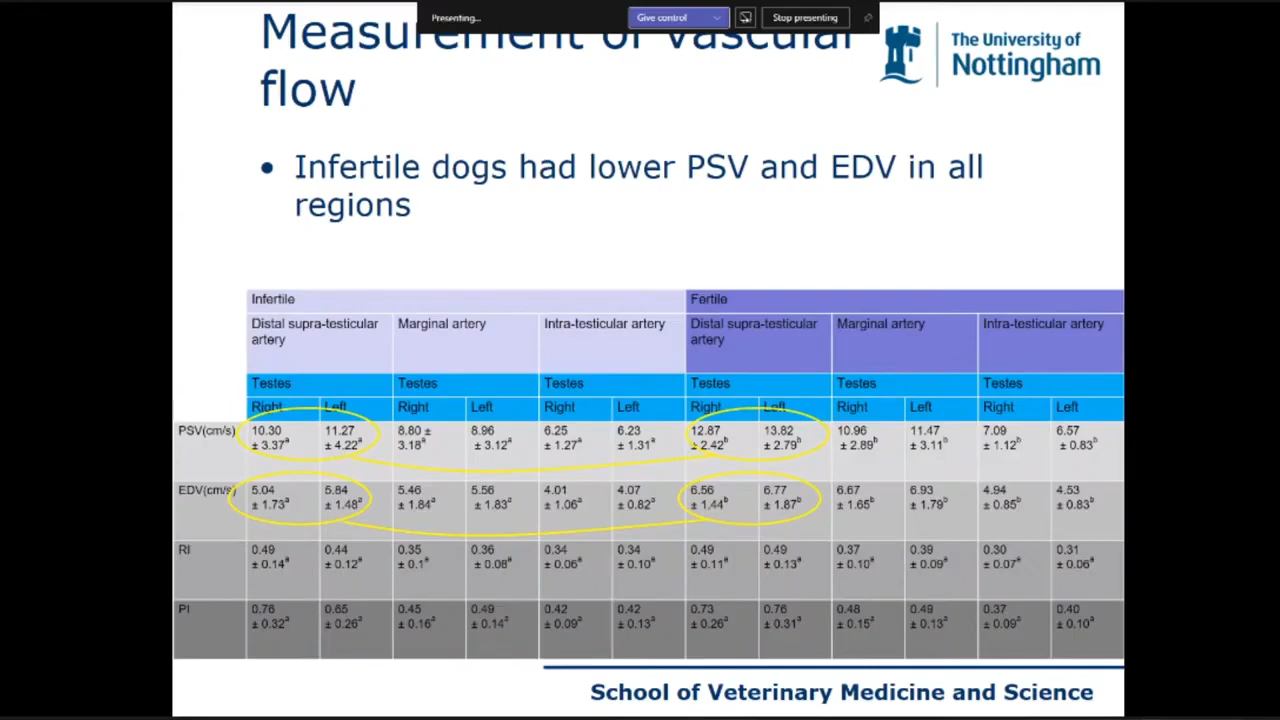 Presenting...
Give control
Stop presenting
Measurement of vascular
flow
The University of
Nottingham
• Infertile dogs had lower PSV and EDV in all
regions
Infertile Fertile
Distal supra-testicular artery Marginal artery Intra-testicular artery Distal supra-testicular artery Marginal artery Intra-testicular artery
Testes Testes Testes Testes Testes Testes
Right Left Right Left Right Left Right Left Right Left Right Left
PSV(cm/s) 10.30 ± 3.37ᵃ 11.27 ± 4.22ᵃ 8.80 ± 3.18ᵃ 8.96 ± 3.12ᵃ 6.25 ± 1.27ᵃ 6.23 ± 1.31ᵃ 12.87 ± 2.42ᵇ 13.82 ± 2.79ᵇ 10.96 ± 2.89ᵇ 11.47 ± 3.11ᵇ 7.09 ± 1.12ᵇ 6.57 ± 0.83ᵇ
EDV(cm/s) 5.04 ± 1.73ᵃ 5.84 ± 1.48ᵃ 5.46 ± 1.84ᵃ 5.56 ± 1.83ᵃ 4.01 ± 1.06ᵃ 4.07 ± 0.82ᵃ 6.56 ± 1.44ᵇ 6.77 ± 1.87ᵇ 6.67 ± 1.65ᵇ 6.93 ± 1.79ᵇ 4.94 ± 0.85ᵇ 4.53 ± 0.83ᵇ
RI 0.49 ± 0.14ᵃ 0.44 ± 0.12ᵃ 0.35 ± 0.1ᵃ 0.36 ± 0.08ᵃ 0.34 ± 0.06ᵃ 0.34 ± 0.10ᵃ 0.49 ± 0.11ᵃ 0.49 ± 0.13ᵃ 0.37 ± 0.10ᵃ 0.39 ± 0.09ᵃ 0.30 ± 0.07ᵃ 0.31 ± 0.06ᵃ
PI 0.76 ± 0.32ᵃ 0.65 ± 0.26ᵃ 0.45 ± 0.16ᵃ 0.49 ± 0.14ᵃ 0.42 ± 0.09ᵃ 0.42 ± 0.13ᵃ 0.73 ± 0.26ᵃ 0.76 ± 0.31ᵃ 0.48 ± 0.15ᵃ 0.49 ± 0.13ᵃ 0.37 ± 0.09ᵃ 0.40 ± 0.10ᵃ
School of Veterinary Medicine and Science